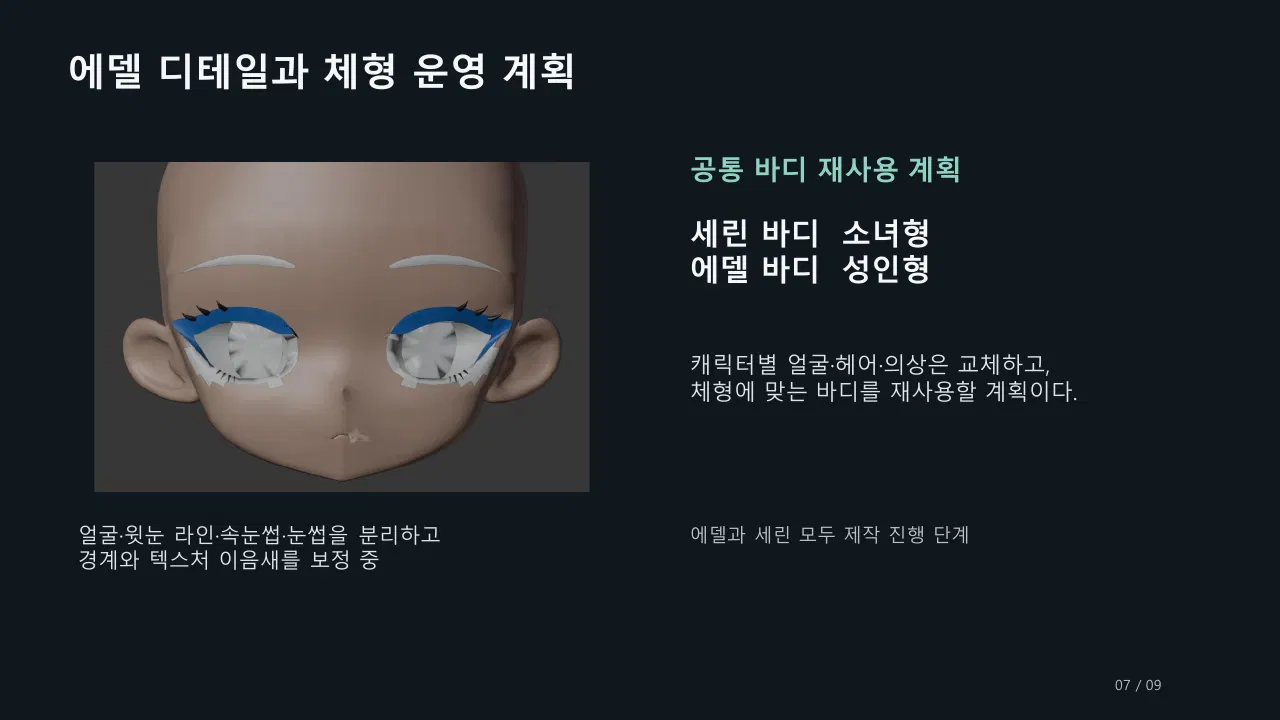 에델 디테일과 체형 운영 계획
공통 바디 재사용 계획
세린 바디 소녀형
에델 바디 성인형
캐릭터별 얼굴·헤어·의상은 교체하고,
체형에 맞는 바디를 재사용할 계획이다.
얼굴·윗눈 라인·속눈썹·눈썹을 분리하고
경계와 텍스처 이음새를 보정 중
에델과 세린 모두 제작 진행 단계
07 / 09